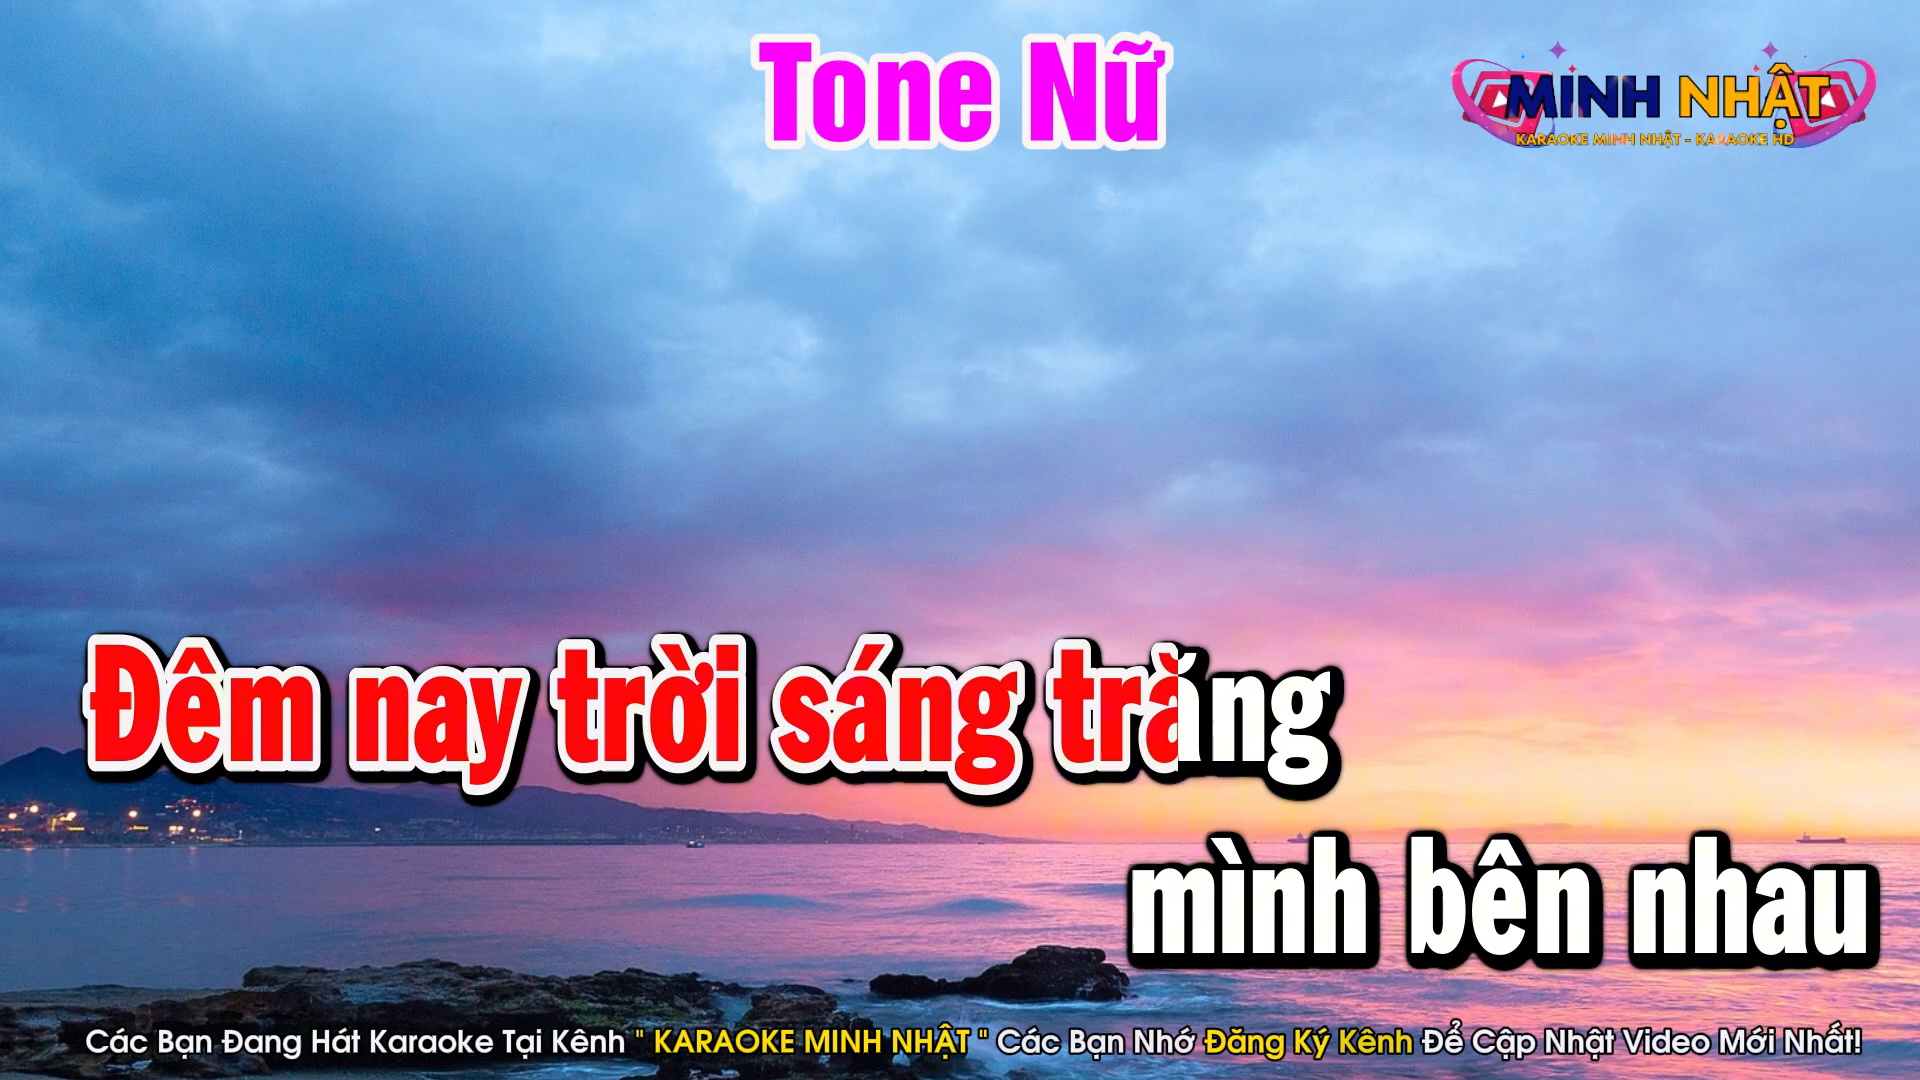 Tone Nữ
MINH NHẬT
KARAOKE MINH NHẬT - KARAOKE HD
Đêm nay trời sáng trăng
mình bên nhau
Các Bạn Đang Hát Karaoke Tại Kênh " KARAOKE MINH NHẬT " Các Bạn Nhớ Đăng Ký Kênh Để Cập Nhật Video Mới Nhất!